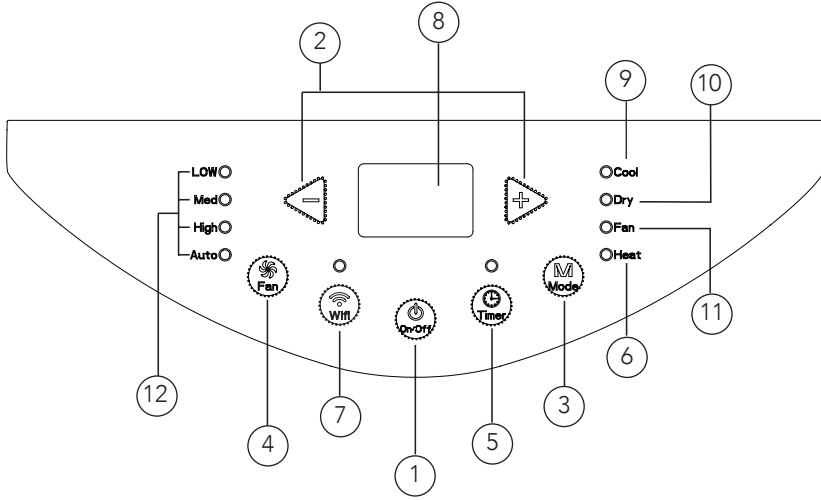 2
8
9
10
LOW
Cool
Med
Dry
High
Fan
Auto
Heat
− +
Fan
Wifi
On/Off
Timer
M
Mode
12
4
7
1
5
3
6
11